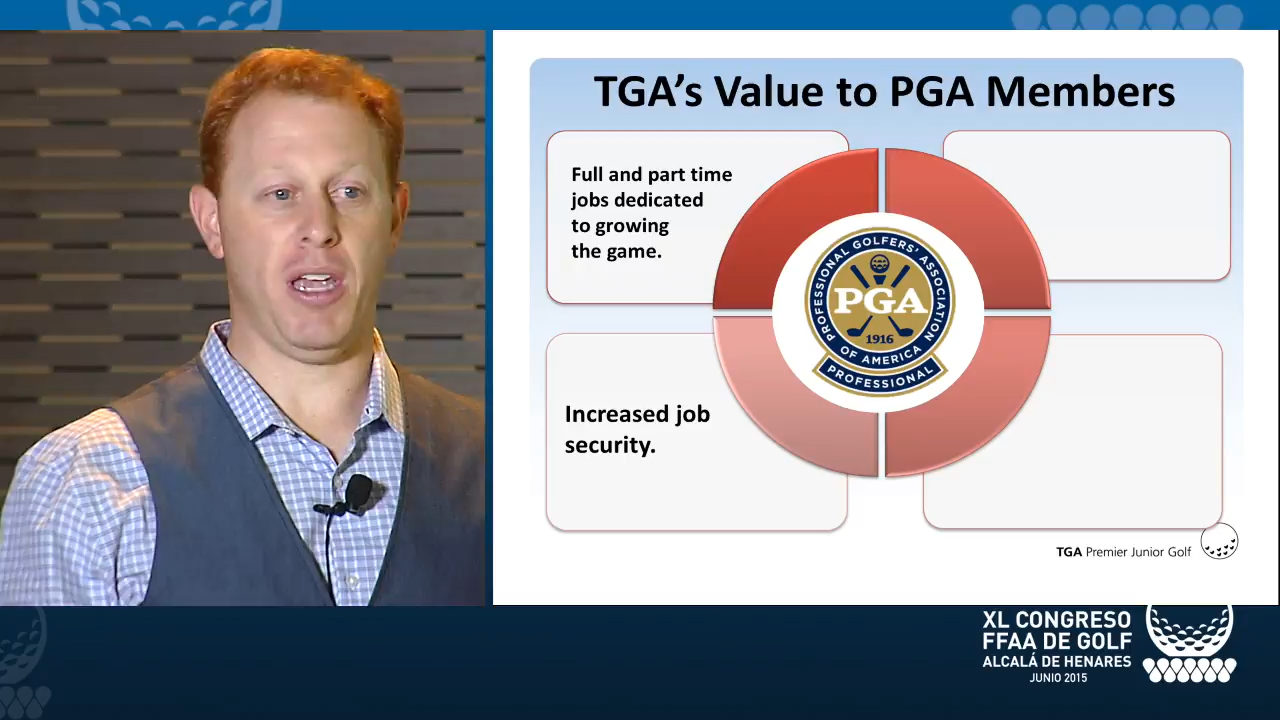 TGA's Value to PGA Members
Full and part time
jobs dedicated
to growing
the game.
PROFESSIONAL GOLFERS' ASSOCIATION
PGA
1916
OF AMERICA
PROFESSIONAL
Increased job
security.
TGA Premier Junior Golf
XL CONGRESO
FFAA DE GOLF
ALCALÁ DE HENARES
JUNIO 2015